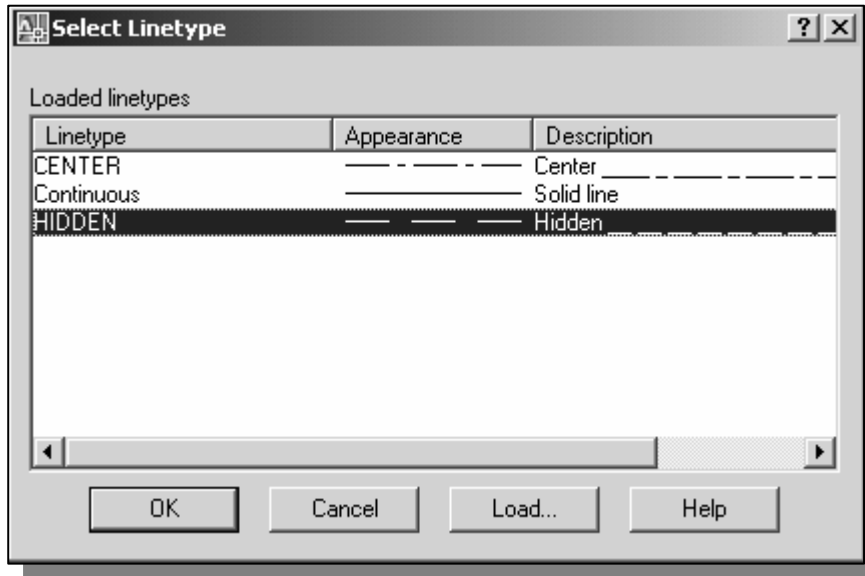 Select Linetype ? X
Loaded linetypes
Linetype Appearance Description
CENTER Center
Continuous Solid line
HIDDEN Hidden
OK Cancel Load... Help